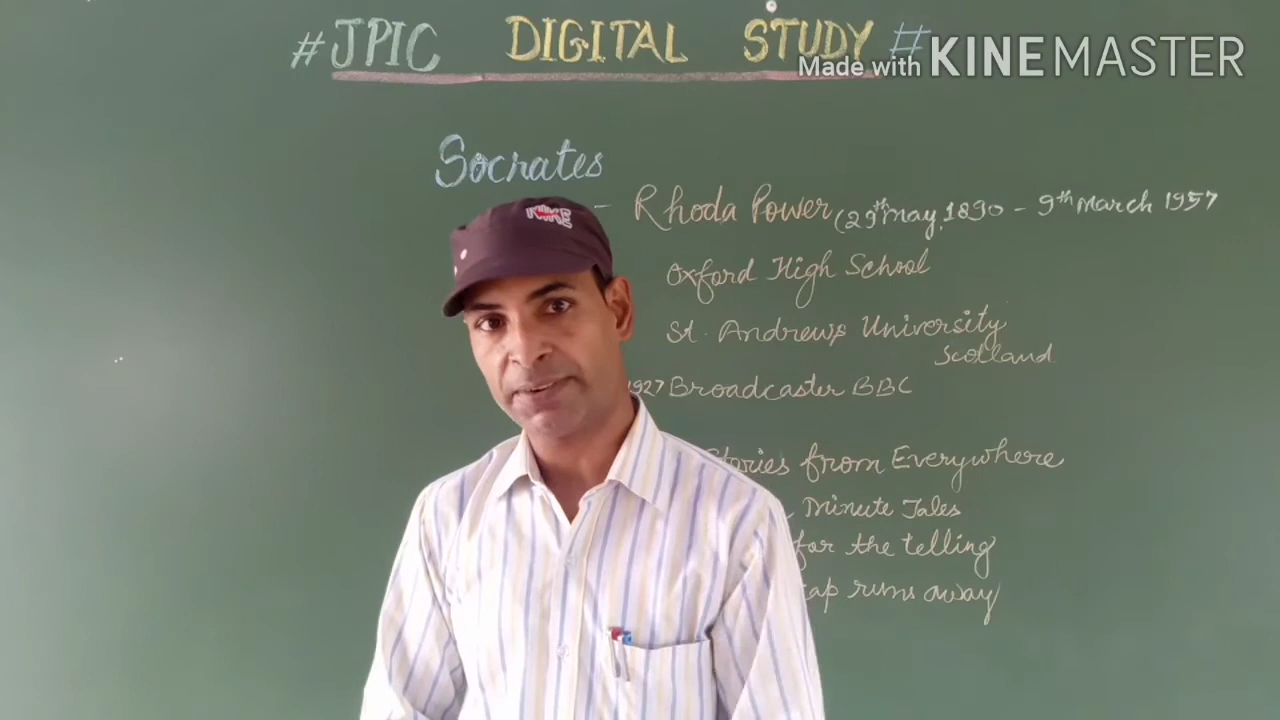 #JPIC DIGITAL STUDY#
Made with KINEMASTER
Socrates
- Rhoda Power (29th May, 1890 - 9th March 1957
Oxford High School
St. Andrews University
Scotland
1927 Broadcaster BBC
Stories from Everywhere
Minute Tales
for the telling
runs away
NIKE